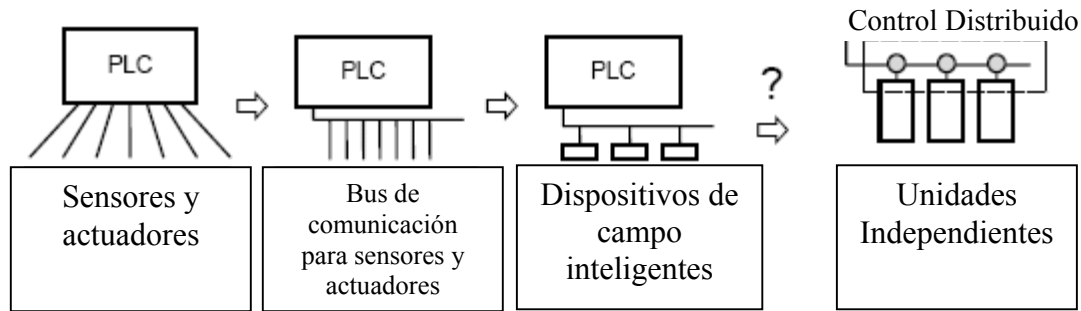 Control Distribuido
PLC
PLC
PLC
?
Sensores y
actuadores
Bus de
comunicación
para sensores y
actuadores
Dispositivos de
campo
inteligentes
Unidades
Independientes